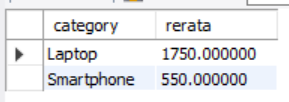 category rerata
Laptop 1750.000000
Smartphone 550.000000